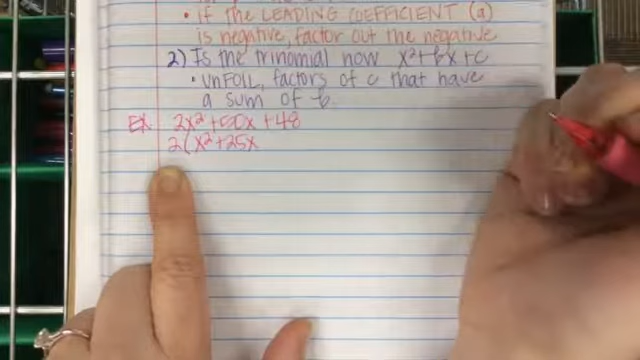 • if the LEADING COEFFICIENT (a)
is negative, factor out the negative
2) Is the trinomial now x²+bx+c
• UnFOIL, factors of c that have
a sum of b
EX 2x²+50x+48
2(x²+25x